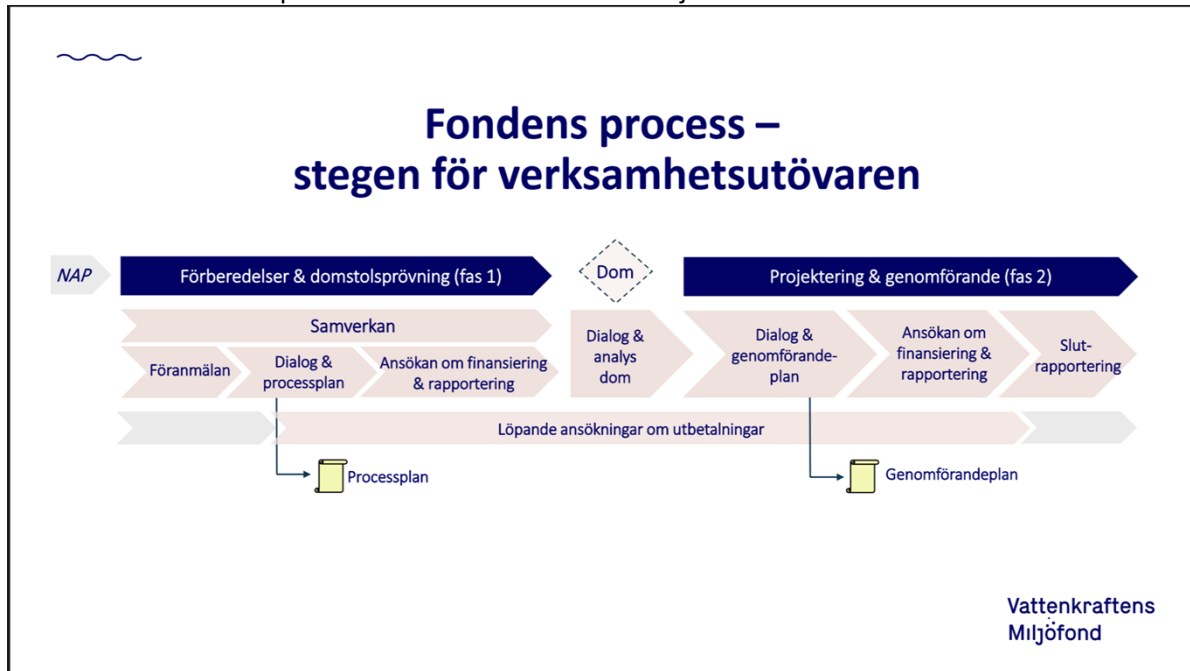 Fondens process –
stegen för verksamhetsutövaren
NAP
Förberedelser & domstolsprövning (fas 1)
Dom
Projektering & genomförande (fas 2)
Samverkan
Föranmälan
Dialog &
processplan
Ansökan om finansiering
& rapportering
Dialog &
analys
dom
Dialog &
genomförande-
plan
Ansökan om
finansiering &
rapportering
Slut-
rapportering
Löpande ansökningar om utbetalningar
Processplan
Genomförandeplan
Vattenkraftens
Miljöfond